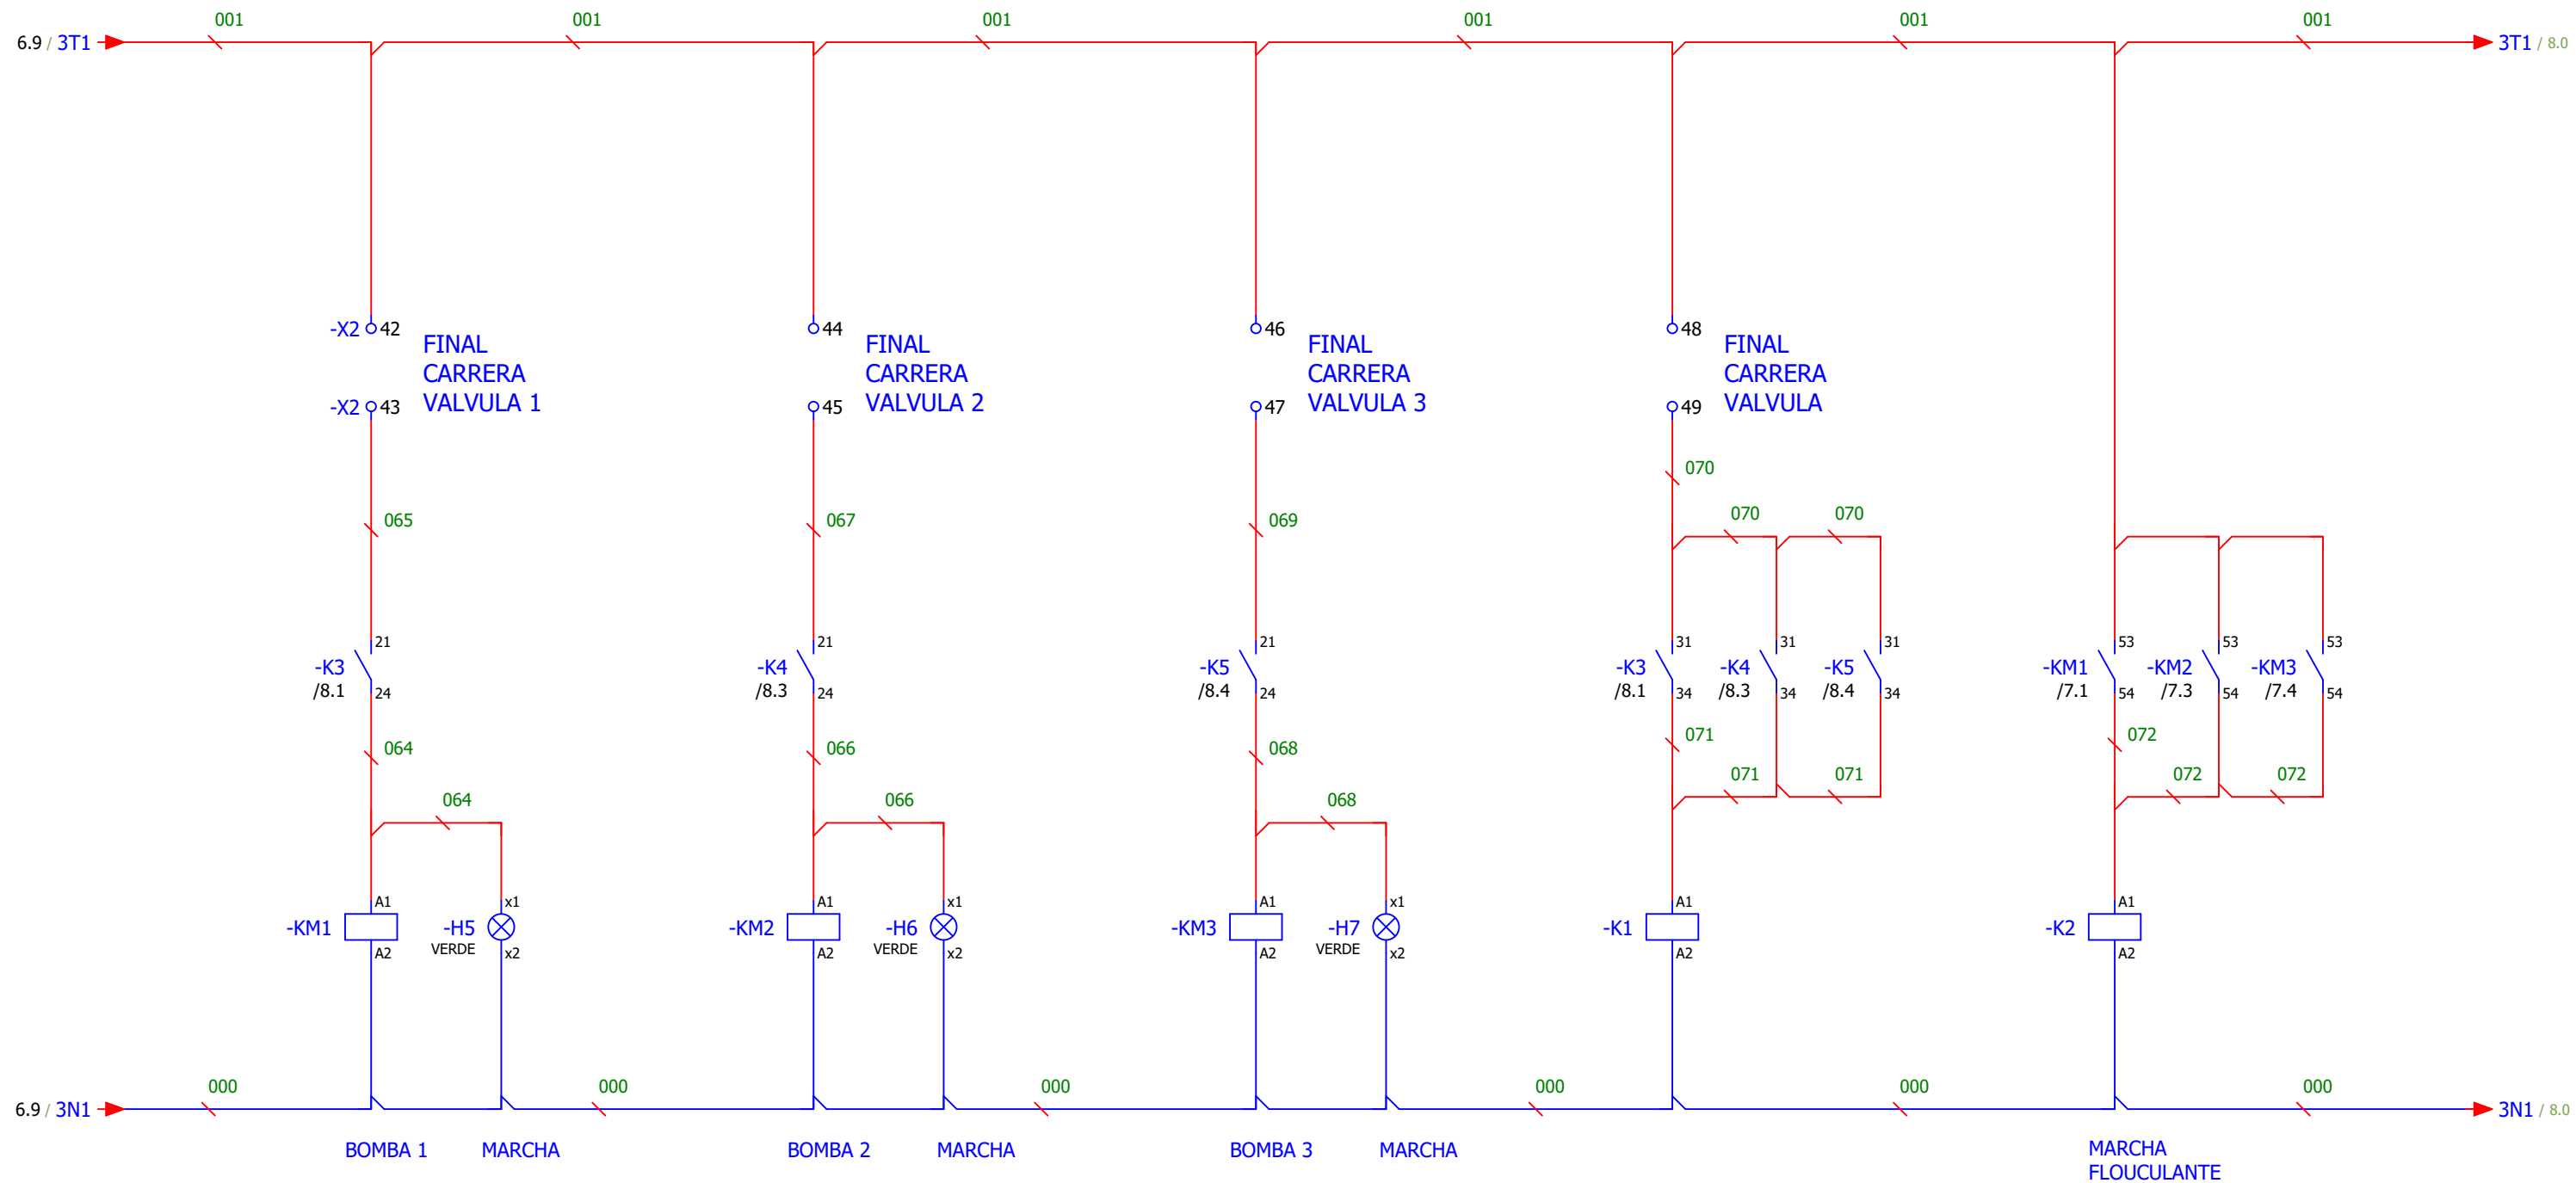 001 001 001 001 001 001
6.9 / 3T1 3T1 / 8.0
-X2 42 44 46 48
FINAL FINAL FINAL FINAL
CARRERA CARRERA CARRERA CARRERA
VALVULA 1 VALVULA 2 VALVULA 3 VALVULA
-X2 43 45 47 49
070
070 070
065 067 069
21 21 21 31 31 31 53 53 53
-K3 -K4 -K5 -K3 -K4 -K5 -KM1 -KM2 -KM3
/8.1 /8.3 /8.4 /8.1 /8.3 /8.4 /7.1 /7.3 /7.4
24 24 24 34 34 34 54 54 54
071 072
064 066 068
071 071 072 072
064 066 068
A1 x1 A1 x1 A1 x1 A1 A1
-KM1 -H5 -KM2 -H6 -KM3 -H7 -K1 -K2
VERDE VERDE VERDE
A2 x2 A2 x2 A2 x2 A2 A2
000 000 000 000 000 000
6.9 / 3N1 3N1 / 8.0
BOMBA 1 MARCHA BOMBA 2 MARCHA BOMBA 3 MARCHA MARCHA
FLOUCULANTE